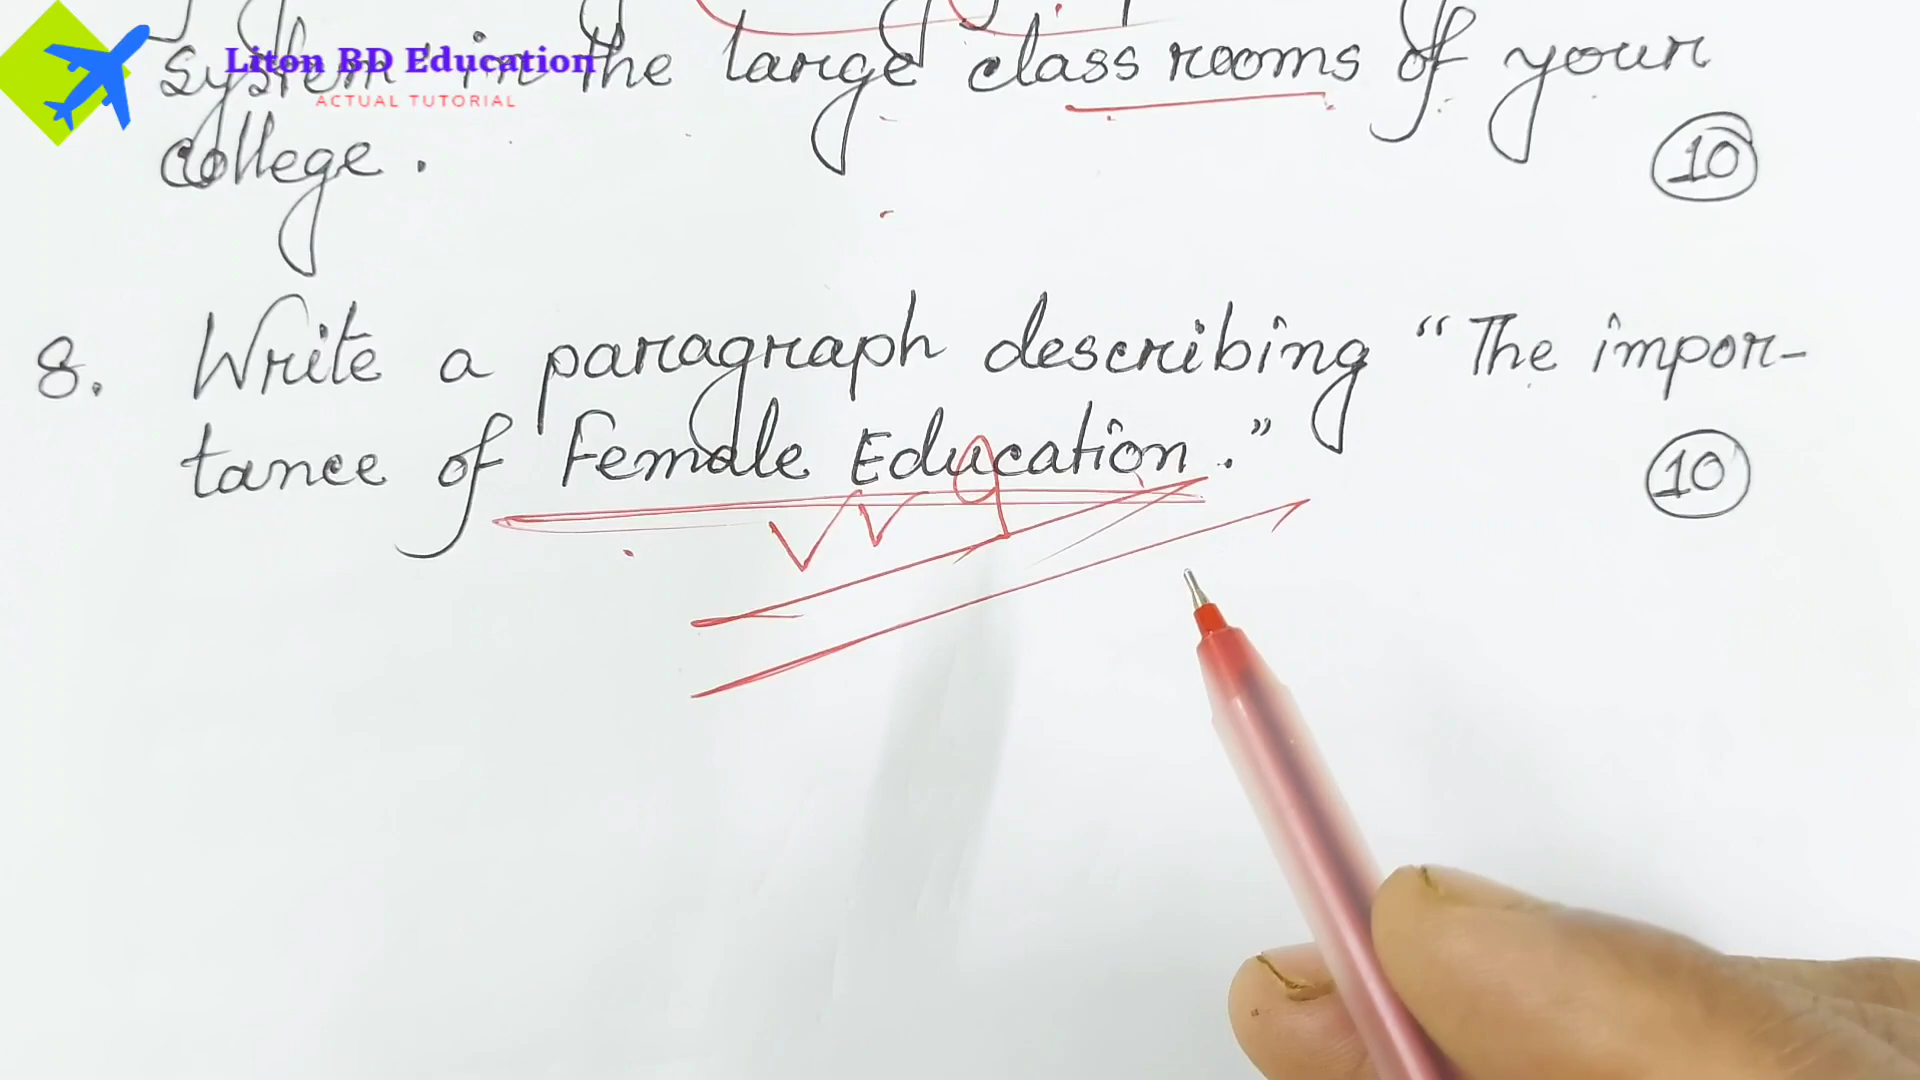 Liton BD Education
ACTUAL TUTORIAL
system in the large class rooms of your
college. 10
8. Write a paragraph describing "The impor-
tance of Female Education." 10